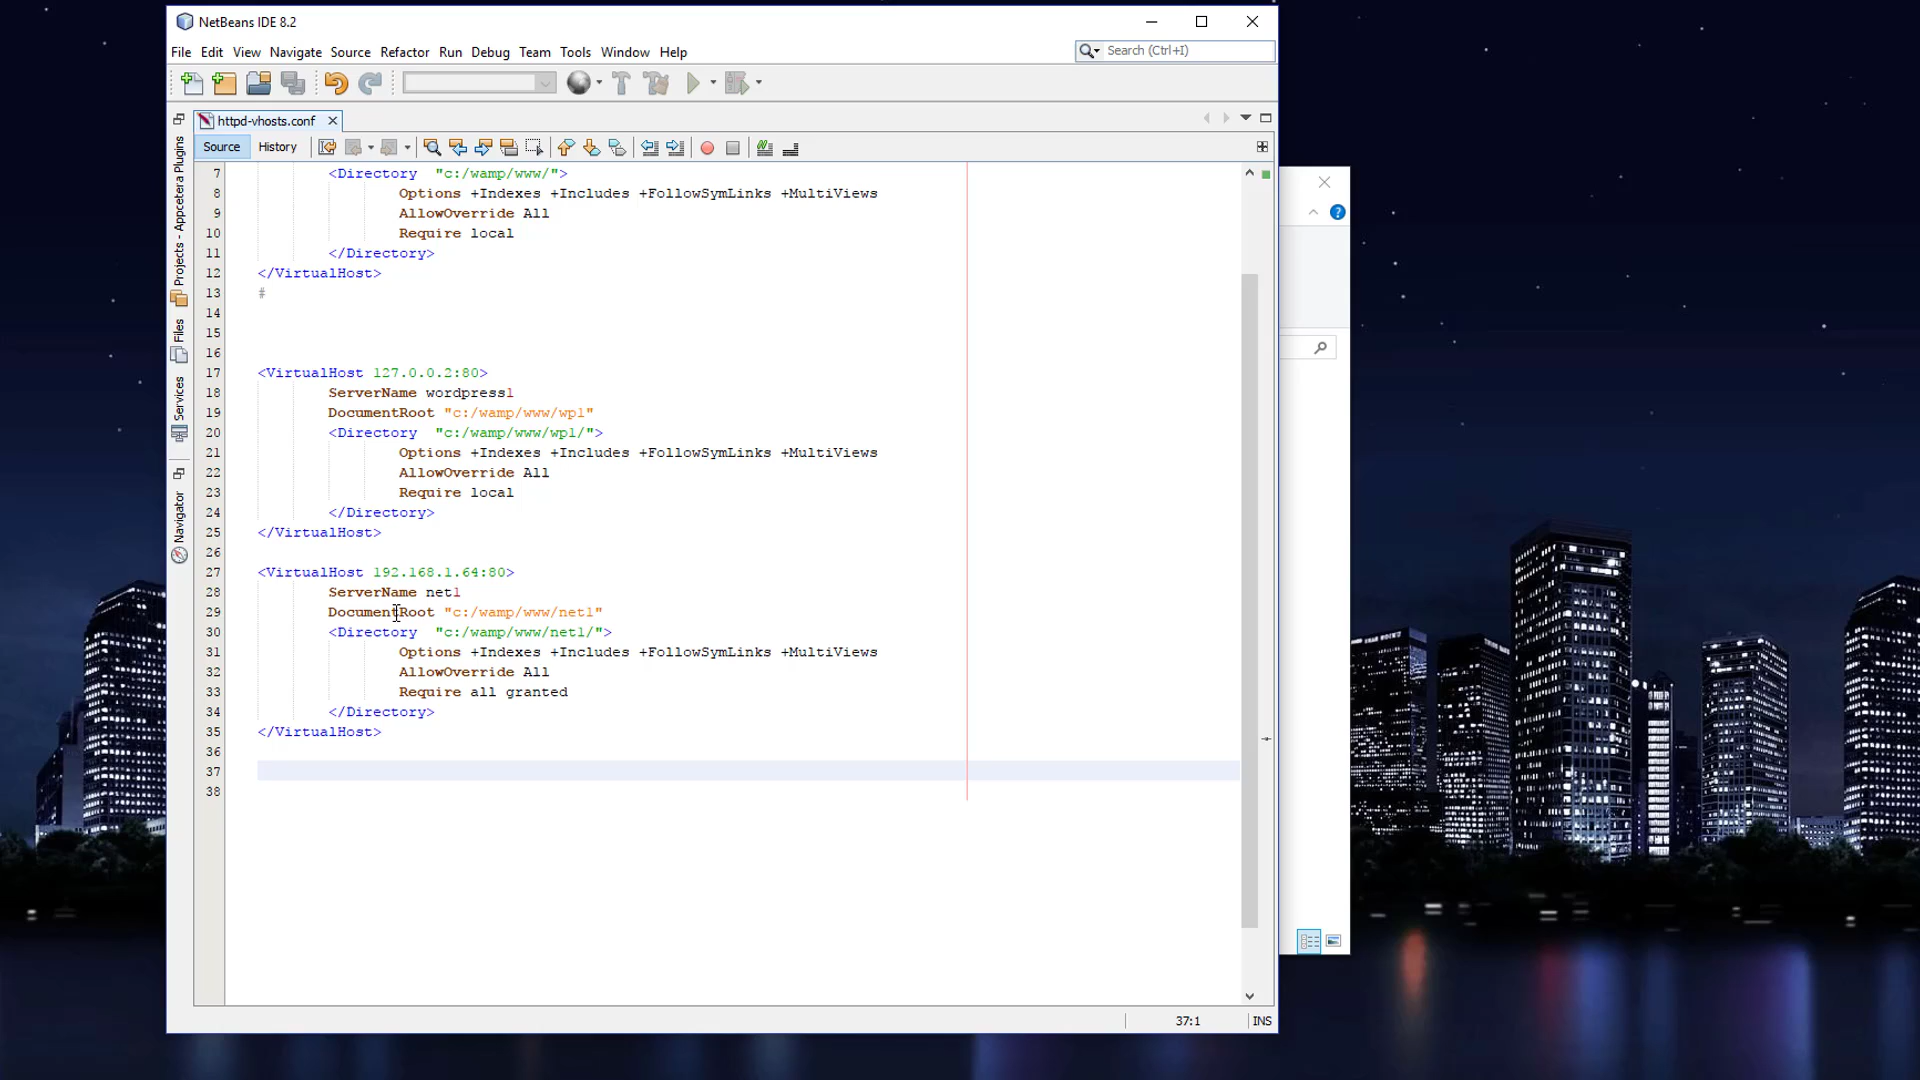 NetBeans IDE 8.2
File Edit View Navigate Source Refactor Run Debug Team Tools Window Help
Search (Ctrl+I)
httpd-vhosts.conf
Source History
Projects - Appcetera Plugins
Files
Services
Navigator
7 <Directory  "c:/wamp/www/">
8 Options +Indexes +Includes +FollowSymLinks +MultiViews
9 AllowOverride All
10 Require local
11 </Directory>
12 </VirtualHost>
13 #
14
15
16
17 <VirtualHost 127.0.0.2:80>
18 ServerName wordpress1
19 DocumentRoot "c:/wamp/www/wp1"
20 <Directory  "c:/wamp/www/wp1/">
21 Options +Indexes +Includes +FollowSymLinks +MultiViews
22 AllowOverride All
23 Require local
24 </Directory>
25 </VirtualHost>
26
27 <VirtualHost 192.168.1.64:80>
28 ServerName net1
29 DocumentRoot "c:/wamp/www/net1"
30 <Directory  "c:/wamp/www/net1/">
31 Options +Indexes +Includes +FollowSymLinks +MultiViews
32 AllowOverride All
33 Require all granted
34 </Directory>
35 </VirtualHost>
36
37
38
37:1 INS